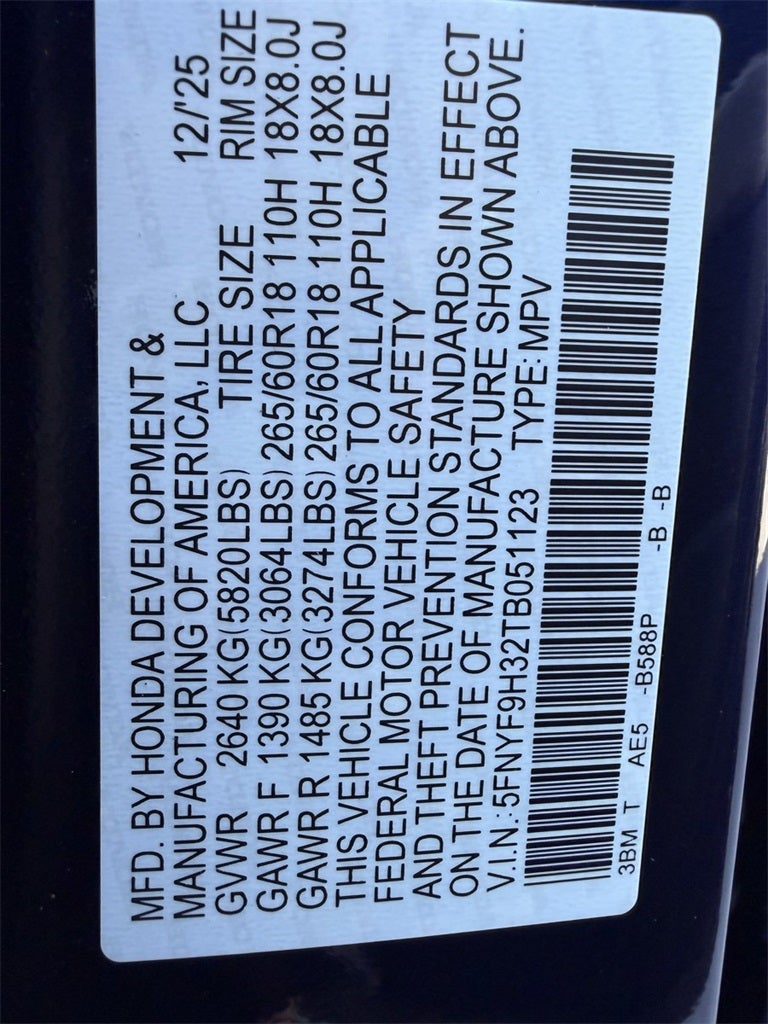 MFD. BY HONDA DEVELOPMENT &
MANUFACTURING OF AMERICA, LLC 12/'25
GVWR 2640 KG(5820LBS) TIRE SIZE RIM SIZE
GAWR F 1390 KG(3064LBS) 265/60R18 110H 18X8.0J
GAWR R 1485 KG(3274LBS) 265/60R18 110H 18X8.0J
THIS VEHICLE CONFORMS TO ALL APPLICABLE
FEDERAL MOTOR VEHICLE SAFETY
AND THEFT PREVENTION STANDARDS IN EFFECT
ON THE DATE OF MANUFACTURE SHOWN ABOVE.
V.I.N.:5FNYF9H32TB051123 TYPE: MPV
3BM T AE5 -B588P -B -B